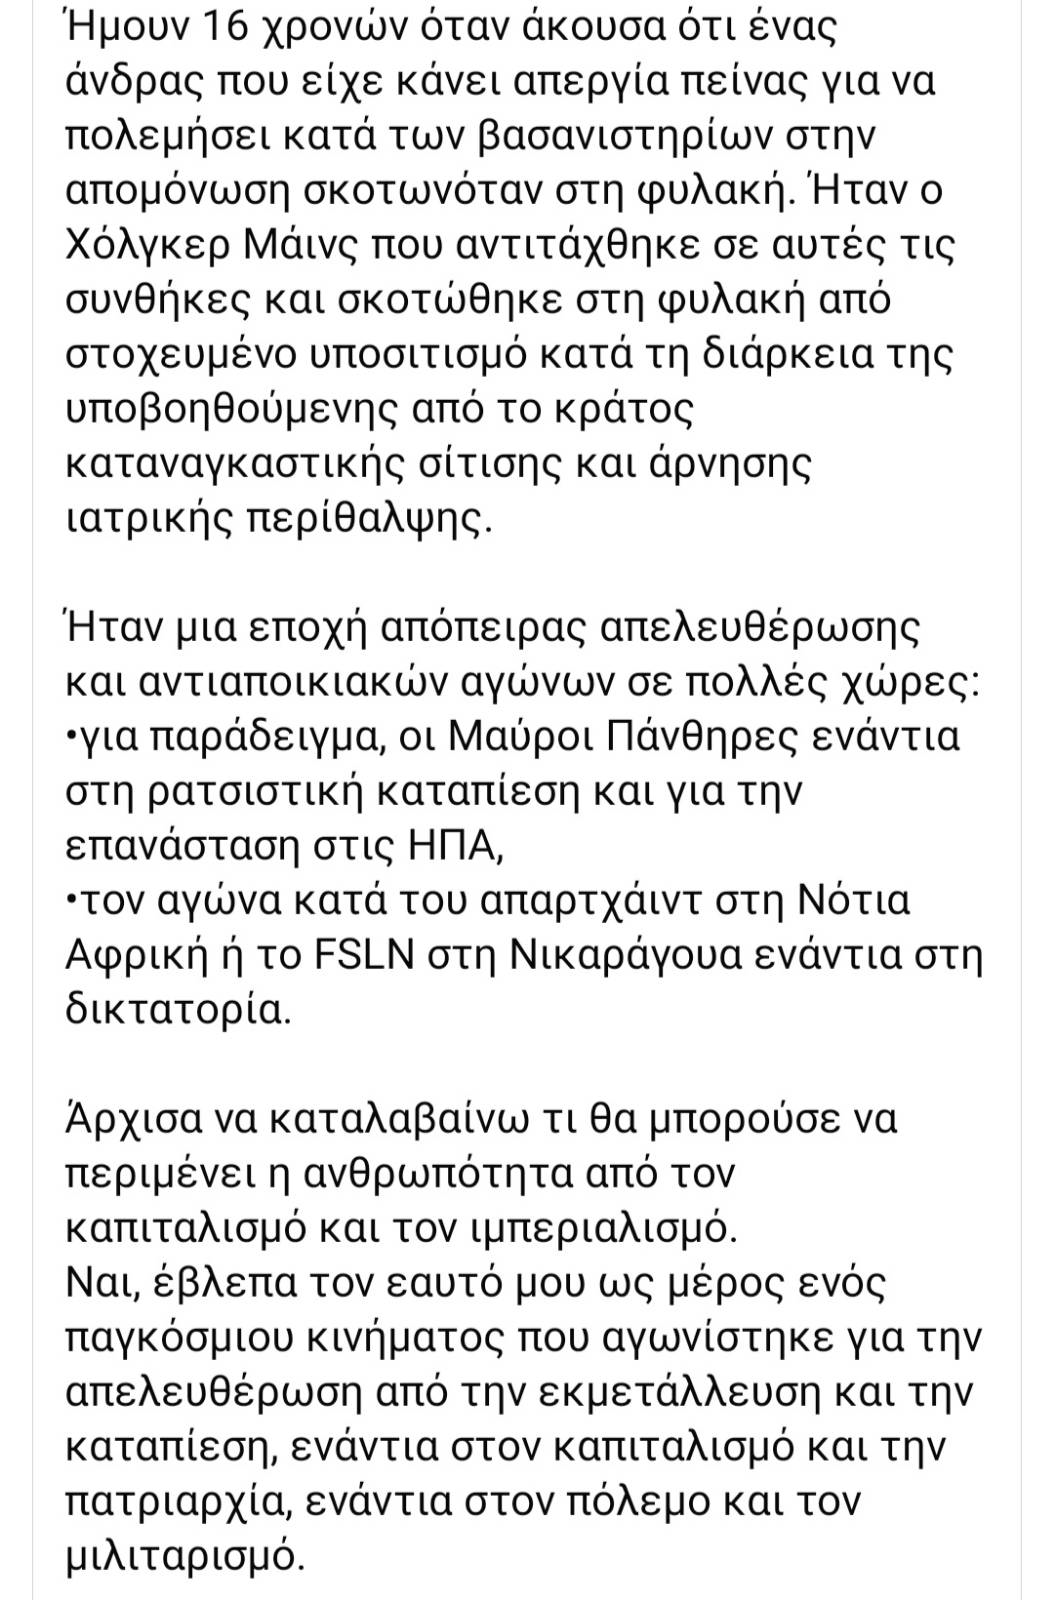 Ήμουν 16 χρονών όταν άκουσα ότι ένας
άνδρας που είχε κάνει απεργία πείνας για να
πολεμήσει κατά των βασανιστηρίων στην
απομόνωση σκοτωνόταν στη φυλακή. Ήταν ο
Χόλγκερ Μάινς που αντιτάχθηκε σε αυτές τις
συνθήκες και σκοτώθηκε στη φυλακή από
στοχευμένο υποσιτισμό κατά τη διάρκεια της
υποβοηθούμενης από το κράτος
καταναγκαστικής σίτισης και άρνησης
ιατρικής περίθαλψης.

Ήταν μια εποχή απόπειρας απελευθέρωσης
και αντιαποικιακών αγώνων σε πολλές χώρες:
•για παράδειγμα, οι Μαύροι Πάνθηρες ενάντια
στη ρατσιστική καταπίεση και για την
επανάσταση στις ΗΠΑ,
•τον αγώνα κατά του απαρτχάιντ στη Νότια
Αφρική ή το FSLN στη Νικαράγουα ενάντια στη
δικτατορία.

Άρχισα να καταλαβαίνω τι θα μπορούσε να
περιμένει η ανθρωπότητα από τον
καπιταλισμό και τον ιμπεριαλισμό.
Ναι, έβλεπα τον εαυτό μου ως μέρος ενός
παγκόσμιου κινήματος που αγωνίστηκε για την
απελευθέρωση από την εκμετάλλευση και την
καταπίεση, ενάντια στον καπιταλισμό και την
πατριαρχία, ενάντια στον πόλεμο και τον
μιλιταρισμό.